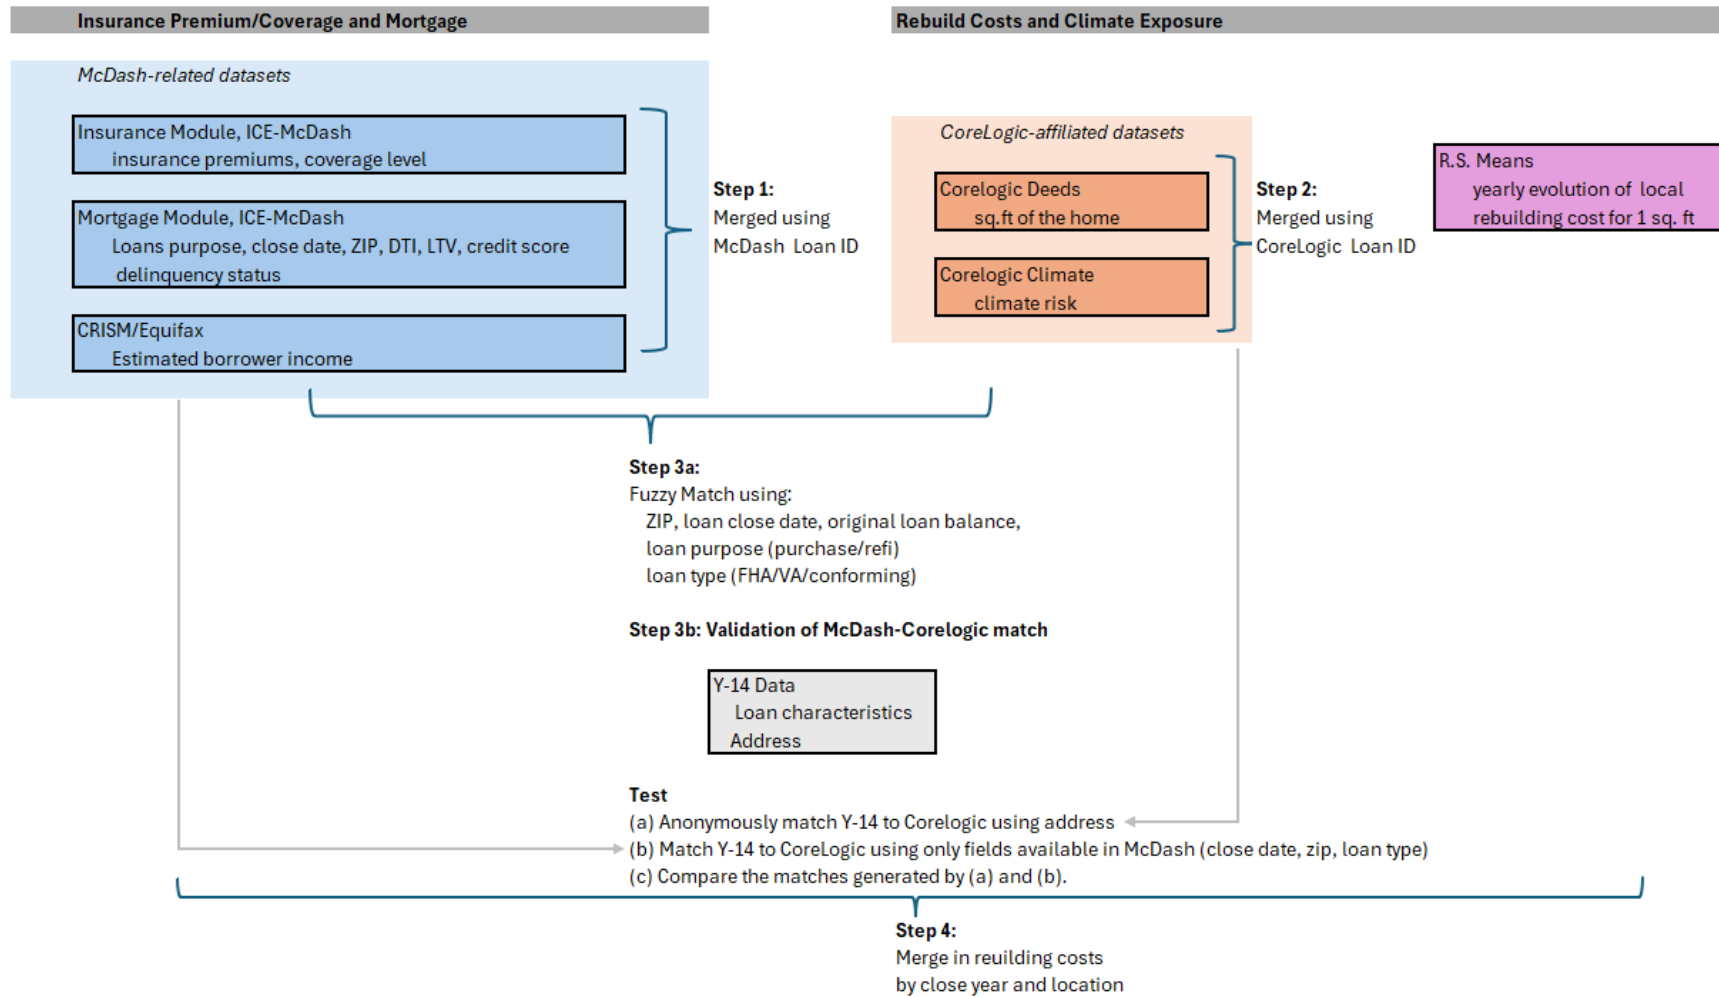 Insurance Premium/Coverage and Mortgage
Rebuild Costs and Climate Exposure
McDash-related datasets
Insurance Module, ICE-McDash
insurance premiums, coverage level
Mortgage Module, ICE-McDash
Loans purpose, close date, ZIP, DTI, LTV, credit score
delinquency status
CRISM/Equifax
Estimated borrower income
Step 1:
Merged using
McDash Loan ID
CoreLogic-affiliated datasets
Corelogic Deeds
sq.ft of the home
Corelogic Climate
climate risk
Step 2:
Merged using
CoreLogic Loan ID
R.S. Means
yearly evolution of local
rebuilding cost for 1 sq. ft
Step 3a:
Fuzzy Match using:
ZIP, loan close date, original loan balance,
loan purpose (purchase/refi)
loan type (FHA/VA/conforming)
Step 3b: Validation of McDash-Corelogic match
Y-14 Data
Loan characteristics
Address
Test
(a) Anonymously match Y-14 to Corelogic using address
(b) Match Y-14 to CoreLogic using only fields available in McDash (close date, zip, loan type)
(c) Compare the matches generated by (a) and (b).
Step 4:
Merge in reuilding costs
by close year and location